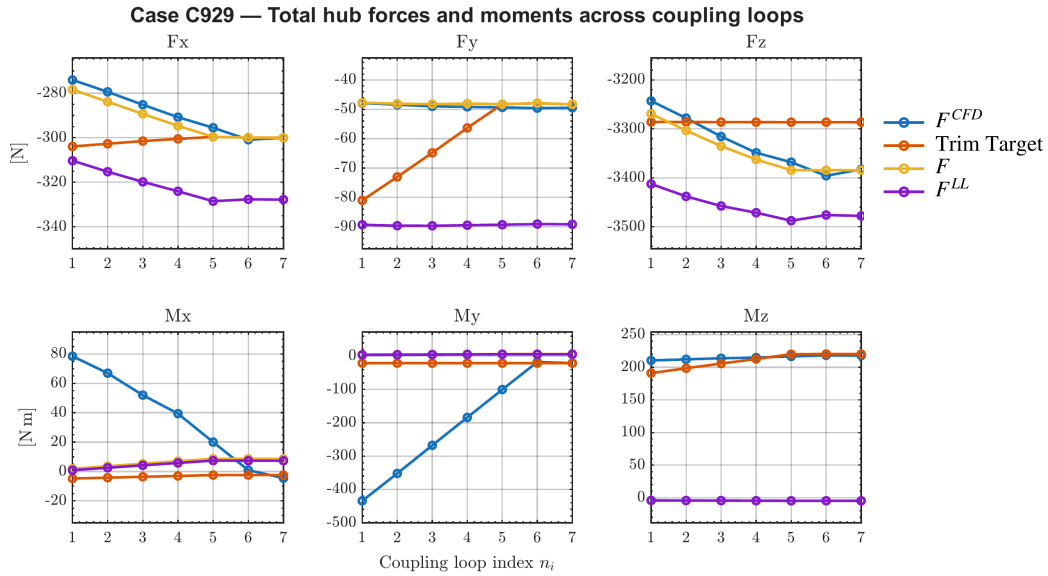 Case C929 — Total hub forces and moments across coupling loops
Fx
Fy
Fz
[N]
-280
-300
-320
-340
1 2 3 4 5 6 7
-40
-50
-60
-70
-80
-90
1 2 3 4 5 6 7
-3200
-3300
-3400
-3500
1 2 3 4 5 6 7
F^CFD
Trim Target
F
F^LL
Mx
My
Mz
[N m]
80
60
40
20
0
-20
1 2 3 4 5 6 7
0
-100
-200
-300
-400
-500
1 2 3 4 5 6 7
250
200
150
100
50
0
1 2 3 4 5 6 7
Coupling loop index n_i